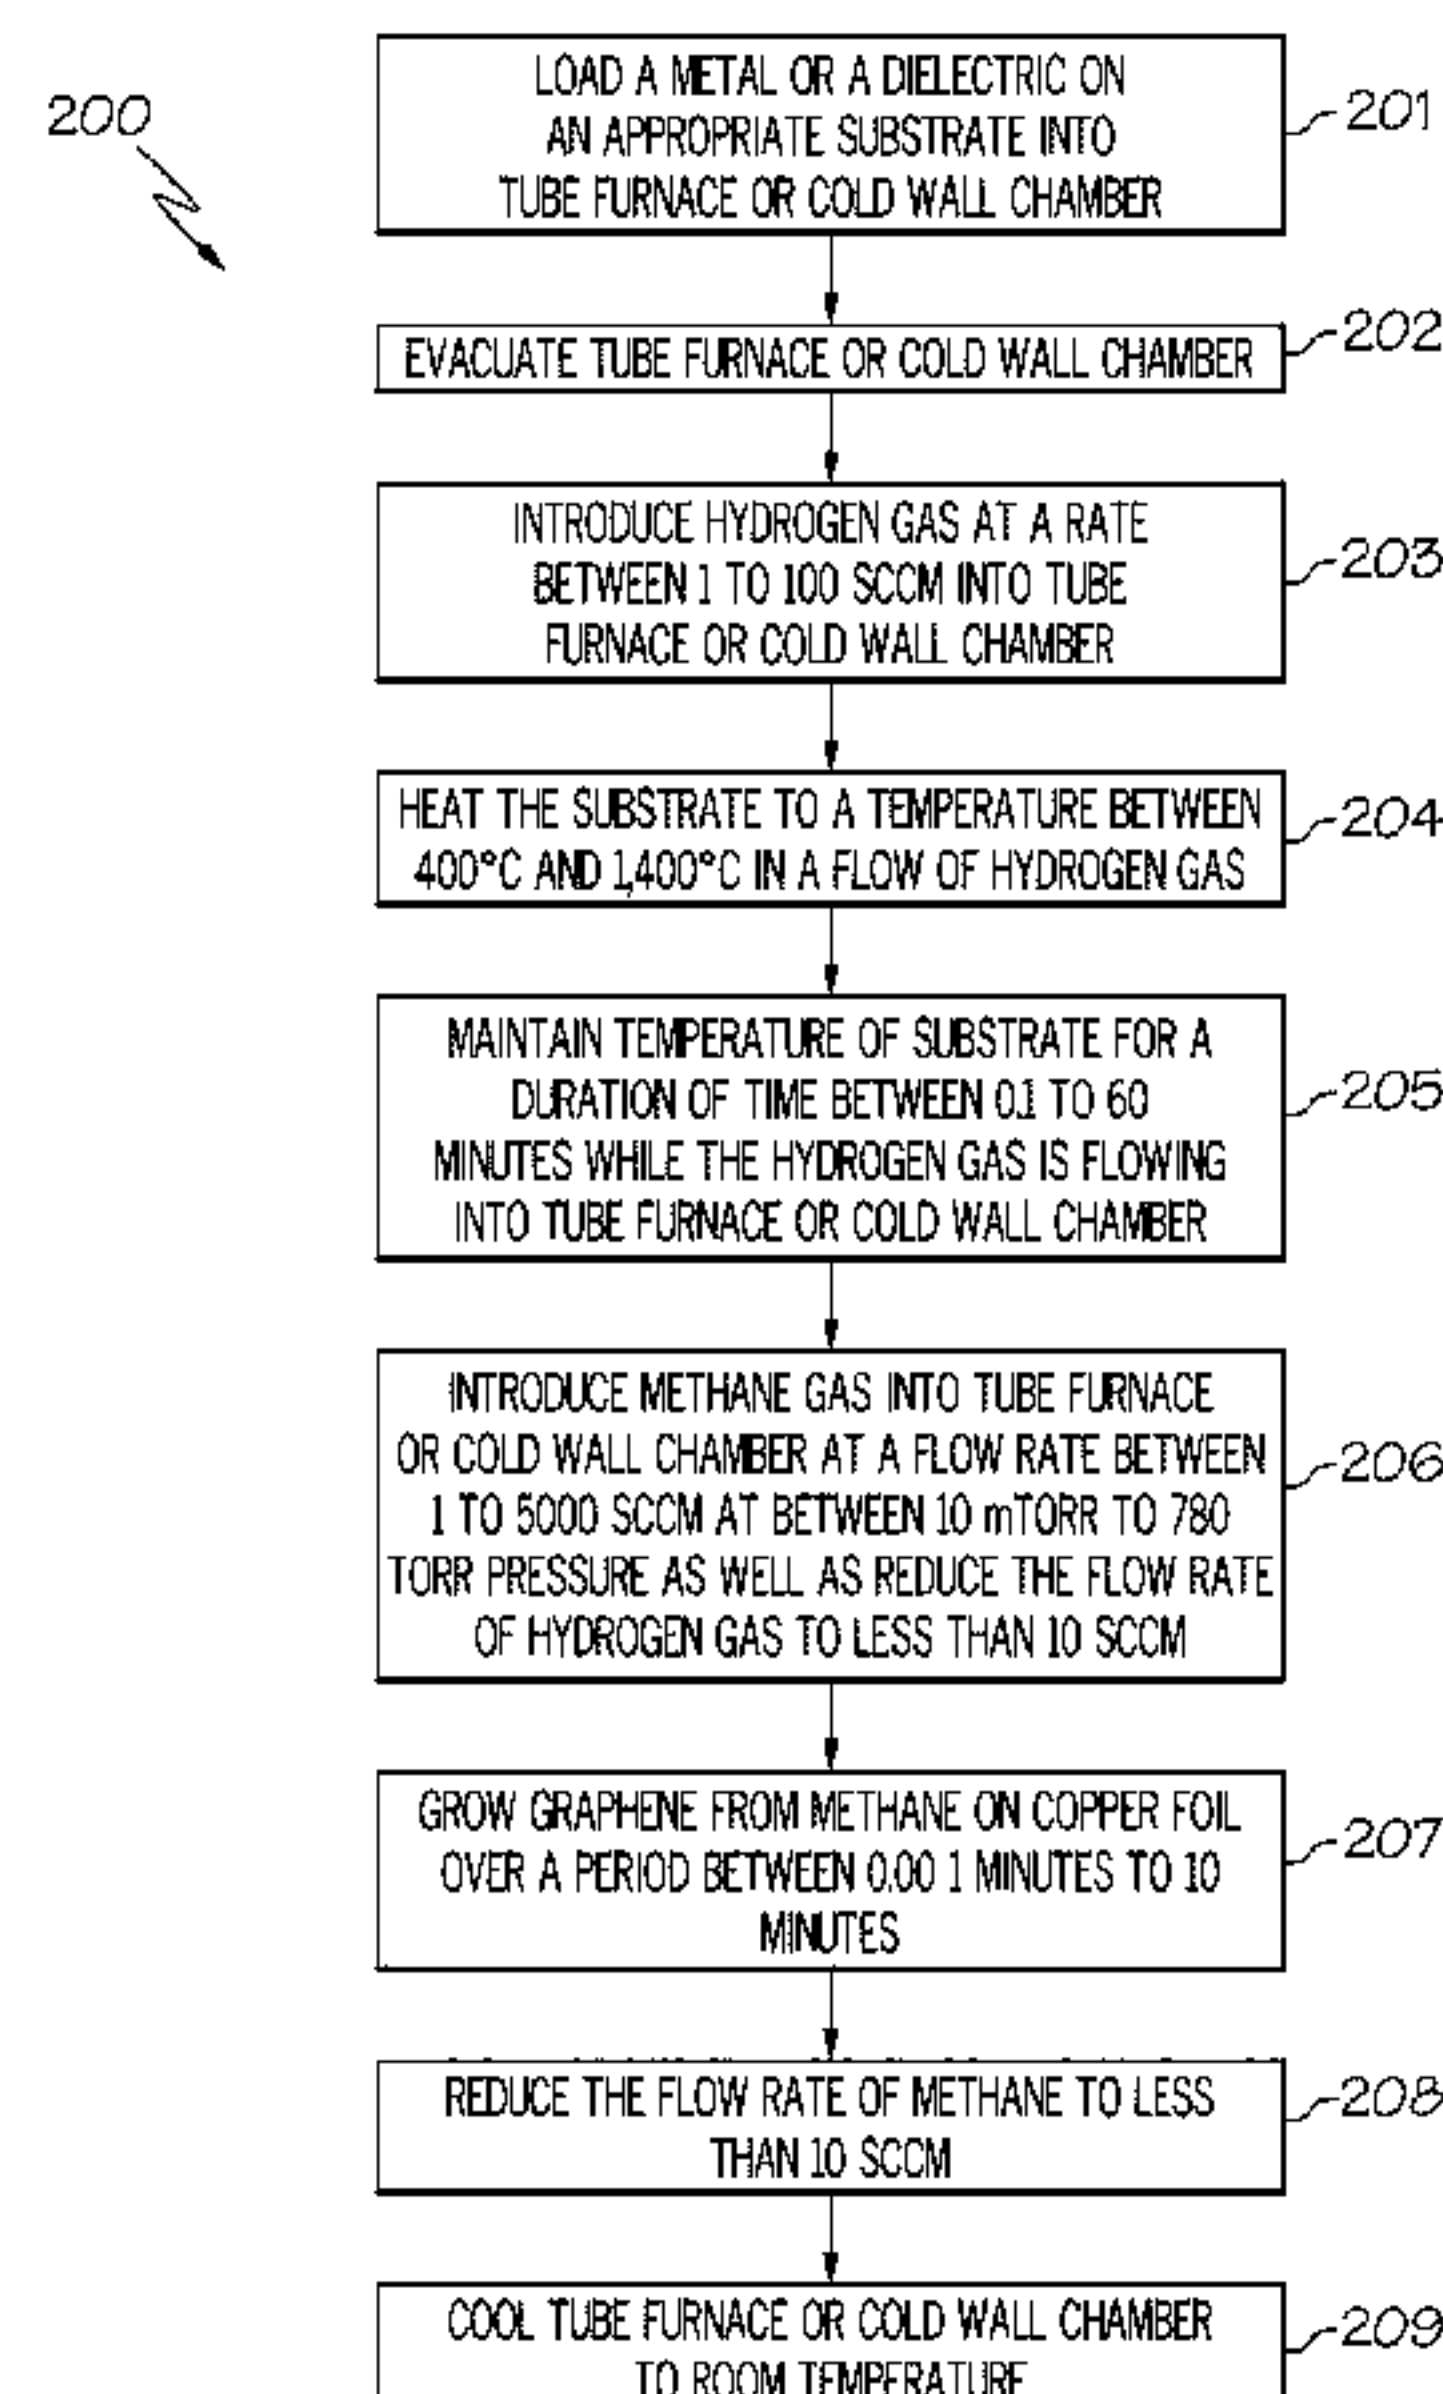 200
LOAD A METAL OR A DIELECTRIC ON
AN APPROPRIATE SUBSTRATE INTO
TUBE FURNACE OR COLD WALL CHAMBER
201
EVACUATE TUBE FURNACE OR COLD WALL CHAMBER
202
INTRODUCE HYDROGEN GAS AT A RATE
BETWEEN 1 TO 100 SCCM INTO TUBE
FURNACE OR COLD WALL CHAMBER
203
HEAT THE SUBSTRATE TO A TEMPERATURE BETWEEN
400°C AND 1,400°C IN A FLOW OF HYDROGEN GAS
204
MAINTAIN TEMPERATURE OF SUBSTRATE FOR A
DURATION OF TIME BETWEEN 0.1 TO 60
MINUTES WHILE THE HYDROGEN GAS IS FLOWING
INTO TUBE FURNACE OR COLD WALL CHAMBER
205
INTRODUCE METHANE GAS INTO TUBE FURNACE
OR COLD WALL CHAMBER AT A FLOW RATE BETWEEN
1 TO 5000 SCCM AT BETWEEN 10 mTORR TO 780
TORR PRESSURE AS WELL AS REDUCE THE FLOW RATE
OF HYDROGEN GAS TO LESS THAN 10 SCCM
206
GROW GRAPHENE FROM METHANE ON COPPER FOIL
OVER A PERIOD BETWEEN 0.00 1 MINUTES TO 10
MINUTES
207
REDUCE THE FLOW RATE OF METHANE TO LESS
THAN 10 SCCM
208
COOL TUBE FURNACE OR COLD WALL CHAMBER
TO ROOM TEMPERATURE
209